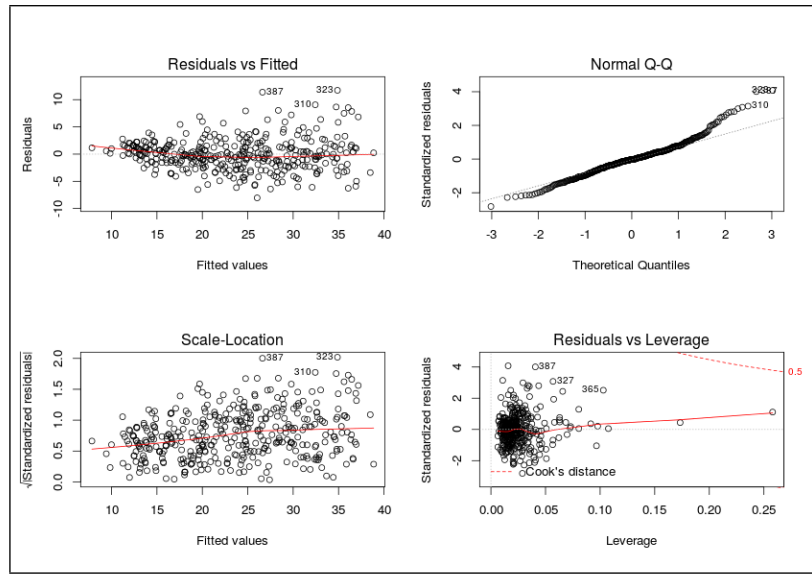 Residuals vs Fitted
Residuals
10
5
0
-5
-10
387
323
310
10 15 20 25 30 35 40
Fitted values
Normal Q-Q
Standardized residuals
4
2
0
-2
387
310
-3 -2 -1 0 1 2 3
Theoretical Quantiles
Scale-Location
√|Standardized residuals|
2.0
1.5
1.0
0.5
0.0
387
323
310
10 15 20 25 30 35 40
Fitted values
Residuals vs Leverage
Standardized residuals
4
2
0
-2
387
327
365
0.5
Cook's distance
0.00 0.05 0.10 0.15 0.20 0.25
Leverage